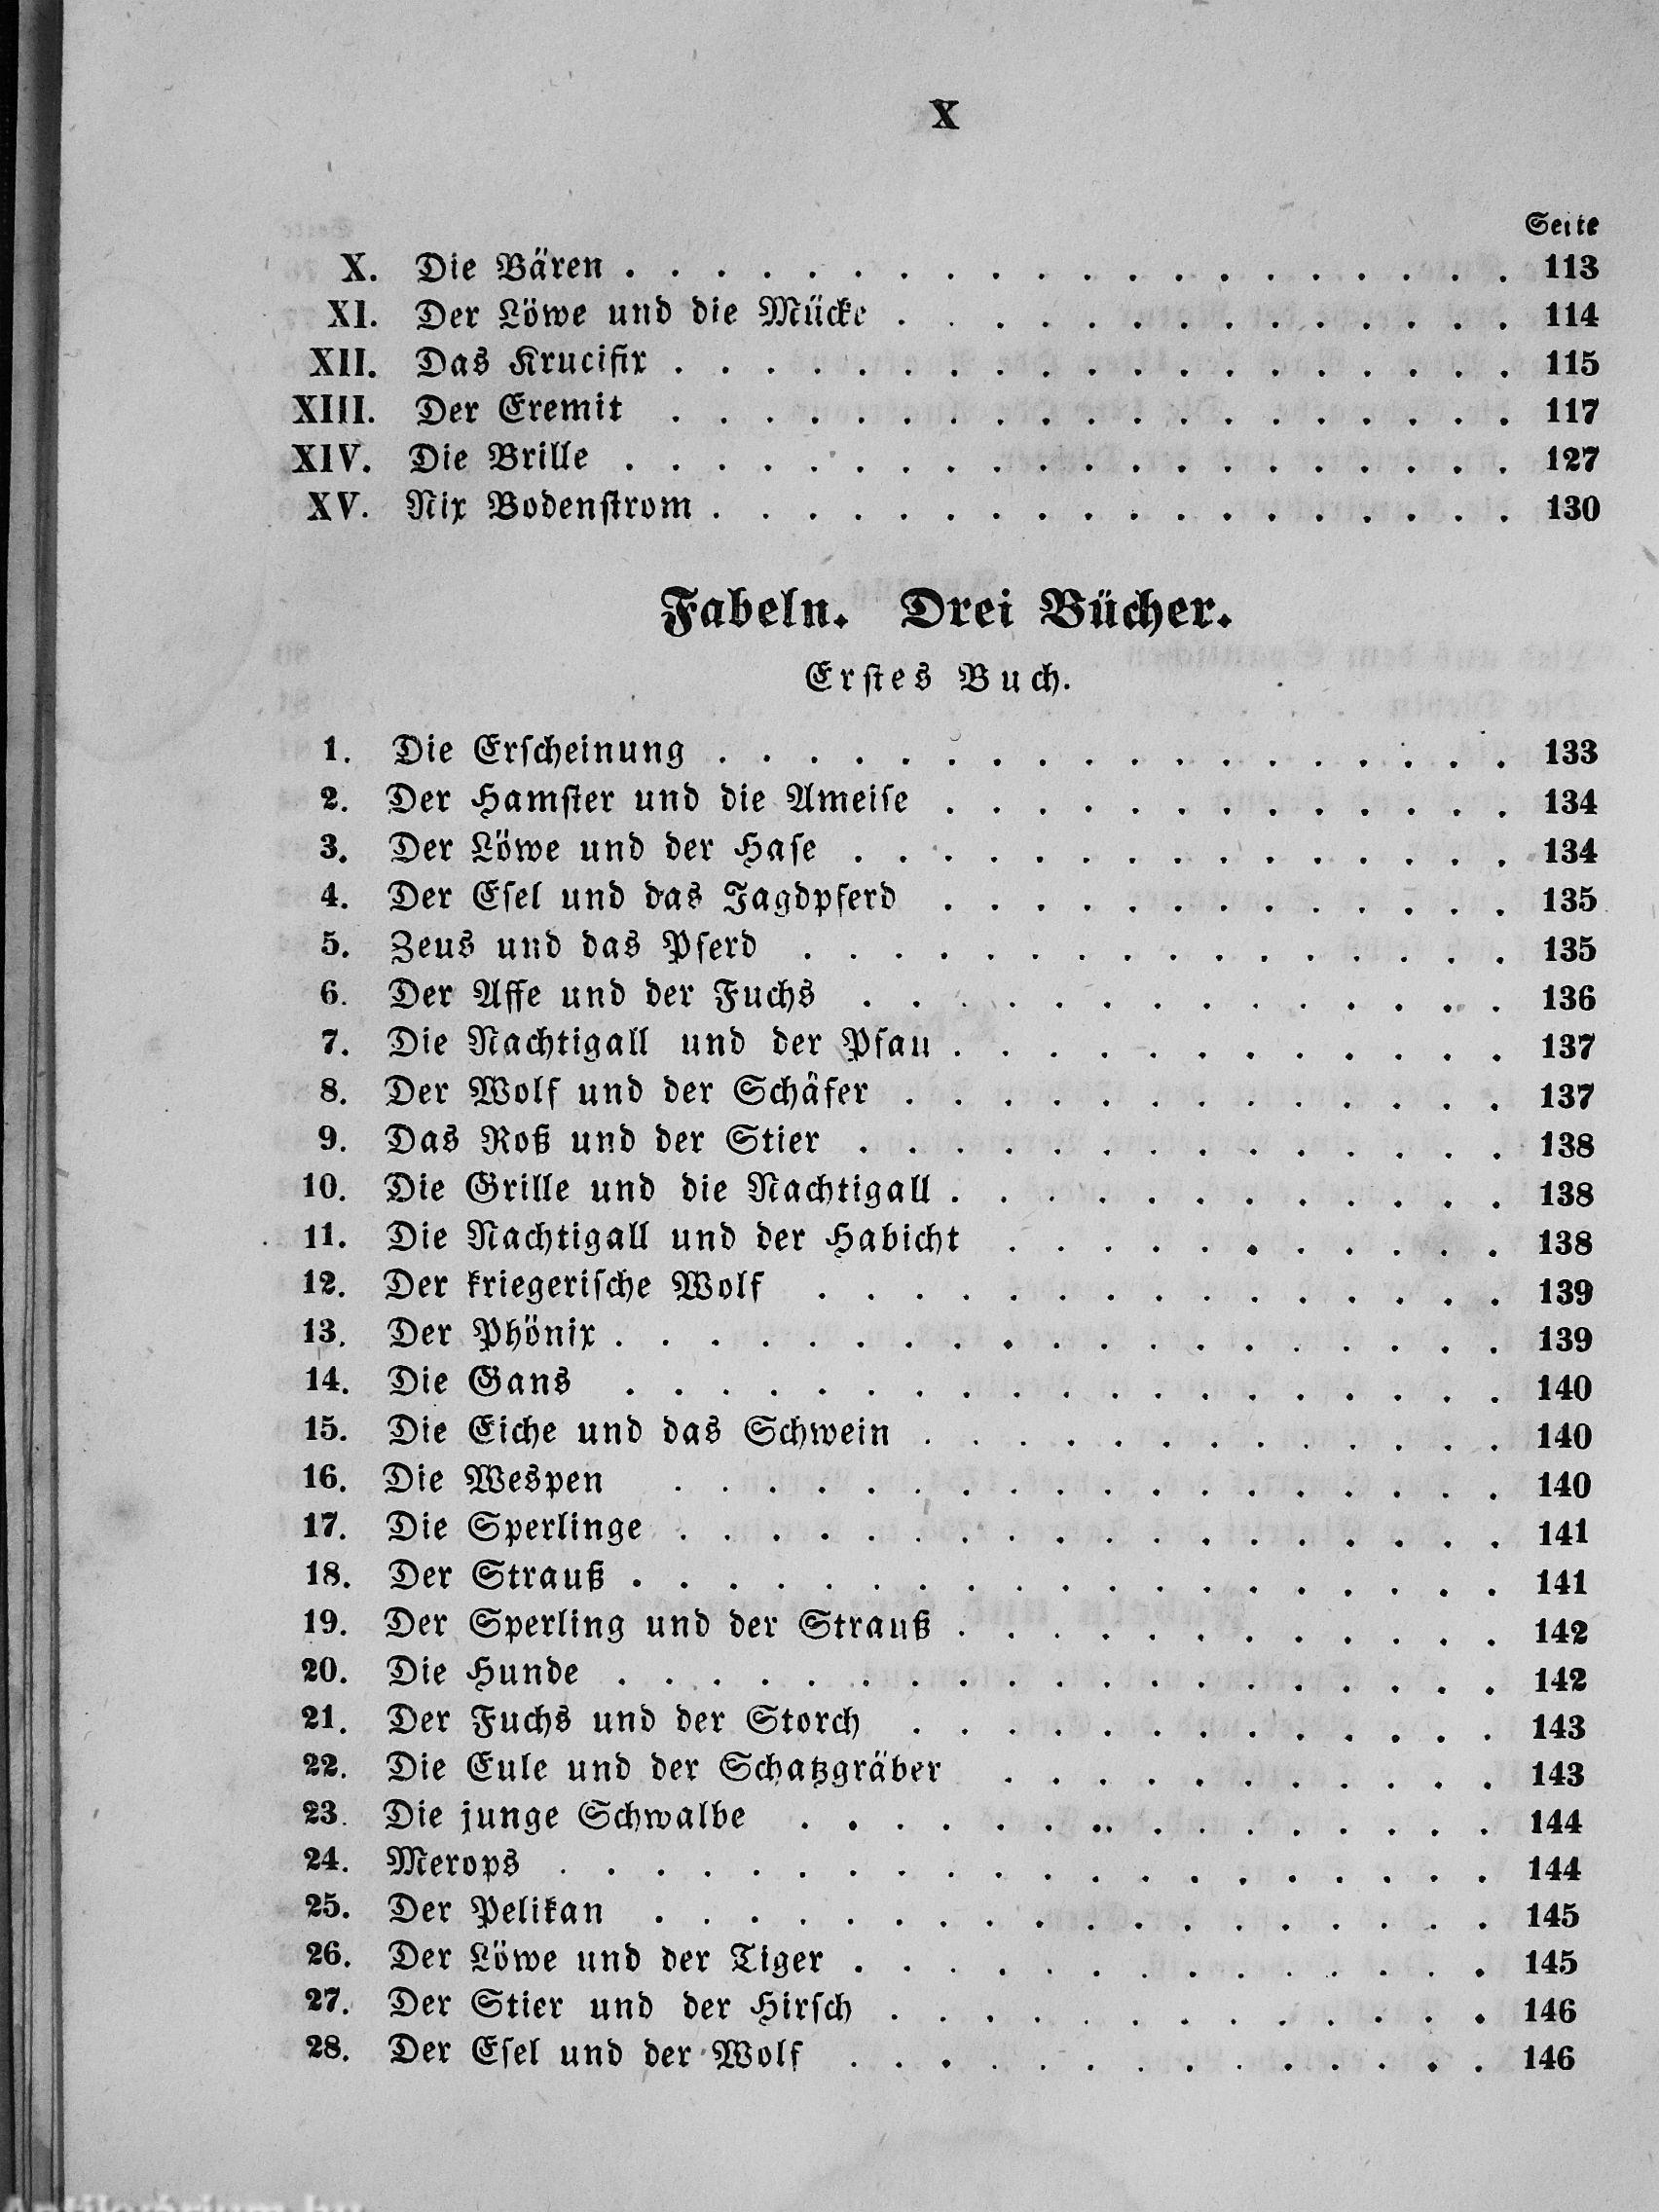 X
Seite
X. Die Bären . . . . . . . . . . . . . . . . . . . 113
XI. Der Löwe und die Mücke . . . . . . . . . . . . . 114
XII. Das Krucifix . . . . . . . . . . . . . . . . . . 115
XIII. Der Eremit . . . . . . . . . . . . . . . . . . 117
XIV. Die Brille . . . . . . . . . . . . . . . . . . . 127
XV. Nix Bodenſtrom . . . . . . . . . . . . . . . . . 130
Fabeln. Drei Bücher.
Erſtes Buch.
1. Die Erſcheinung . . . . . . . . . . . . . . . . . 133
2. Der Hamſter und die Ameiſe . . . . . . . . . . . . 134
3. Der Löwe und der Haſe . . . . . . . . . . . . . . 134
4. Der Eſel und das Jagdpferd . . . . . . . . . . . . 135
5. Zeus und das Pferd . . . . . . . . . . . . . . . 135
6. Der Affe und der Fuchs . . . . . . . . . . . . . . 136
7. Die Nachtigall und der Pfau . . . . . . . . . . . . 137
8. Der Wolf und der Schäfer . . . . . . . . . . . . . 137
9. Das Roß und der Stier . . . . . . . . . . . . . . 138
10. Die Grille und die Nachtigall . . . . . . . . . . . . 138
11. Die Nachtigall und der Habicht . . . . . . . . . . . 138
12. Der kriegeriſche Wolf . . . . . . . . . . . . . . . 139
13. Der Phönix . . . . . . . . . . . . . . . . . . . 139
14. Die Gans . . . . . . . . . . . . . . . . . . . 140
15. Die Eiche und das Schwein . . . . . . . . . . . . . 140
16. Die Wespen . . . . . . . . . . . . . . . . . . 140
17. Die Sperlinge . . . . . . . . . . . . . . . . . . 141
18. Der Strauß . . . . . . . . . . . . . . . . . . . 141
19. Der Sperling und der Strauß . . . . . . . . . . . . 142
20. Die Hunde . . . . . . . . . . . . . . . . . . . 142
21. Der Fuchs und der Storch . . . . . . . . . . . . . 143
22. Die Eule und der Schatzgräber . . . . . . . . . . . 143
23. Die junge Schwalbe . . . . . . . . . . . . . . . 144
24. Merops . . . . . . . . . . . . . . . . . . . . 144
25. Der Pelikan . . . . . . . . . . . . . . . . . . 145
26. Der Löwe und der Tiger . . . . . . . . . . . . . . 145
27. Der Stier und der Hirſch . . . . . . . . . . . . . 146
28. Der Eſel und der Wolf . . . . . . . . . . . . . . 146